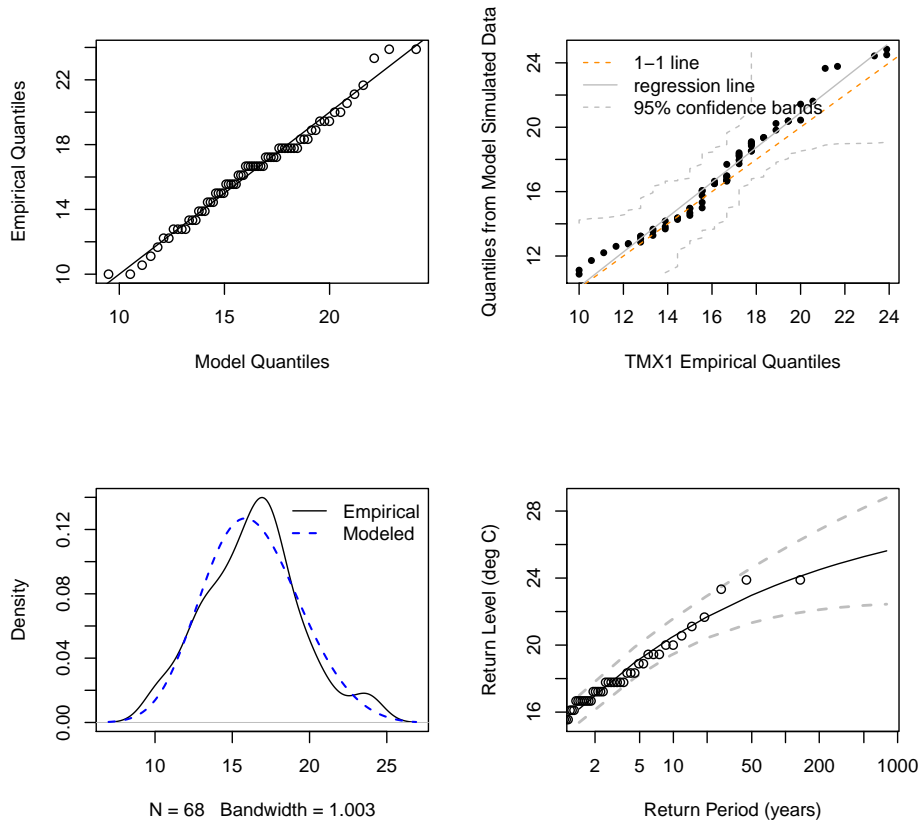 Empirical Quantiles
10 14 18 22
10 15 20
Model Quantiles
Quantiles from Model Simulated Data
12 16 20 24
1−1 line
regression line
95% confidence bands
10 12 14 16 18 20 22 24
TMX1 Empirical Quantiles
Density
0.00 0.04 0.08 0.12
Empirical
Modeled
10 15 20 25
N = 68 Bandwidth = 1.003
Return Level (deg C)
16 20 24 28
2 5 10 50 200 1000
Return Period (years)